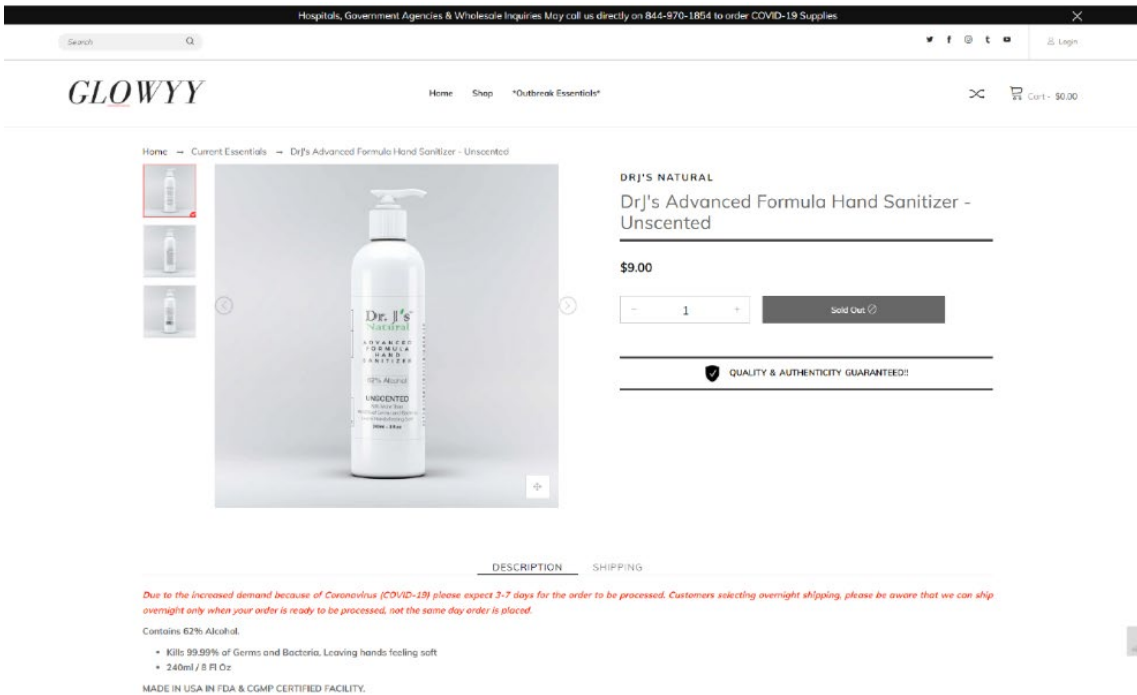 Hospitals, Government Agencies & Wholesale Inquiries May call us directly on 844-970-1854 to order COVID-19 Supplies
Search
Login
GLOWYY
Home Shop *Outbreak Essentials*
Cart - $0.00
Home → Current Essentials → DrJ's Advanced Formula Hand Sanitizer - Unscented
DRJ'S NATURAL
DrJ's Advanced Formula Hand Sanitizer -
Unscented
$9.00
- 1 +
Sold Out
QUALITY & AUTHENTICITY GUARANTEED!!
Dr. J's
Natural
ADVANCED
FORMULA
HAND
SANITIZER
62% Alcohol
UNSCENTED
DESCRIPTION SHIPPING
Due to the increased demand because of Coronavirus (COVID-19) please expect 3-7 days for the order to be processed. Customers selecting overnight shipping, please be aware that we can ship
overnight only when your order is ready to be processed, not the same day order is placed.
Contains 62% Alcohol.
• Kills 99.99% of Germs and Bacteria, Leaving hands feeling soft
• 240ml / 8 Fl Oz
MADE IN USA IN FDA & CGMP CERTIFIED FACILITY.